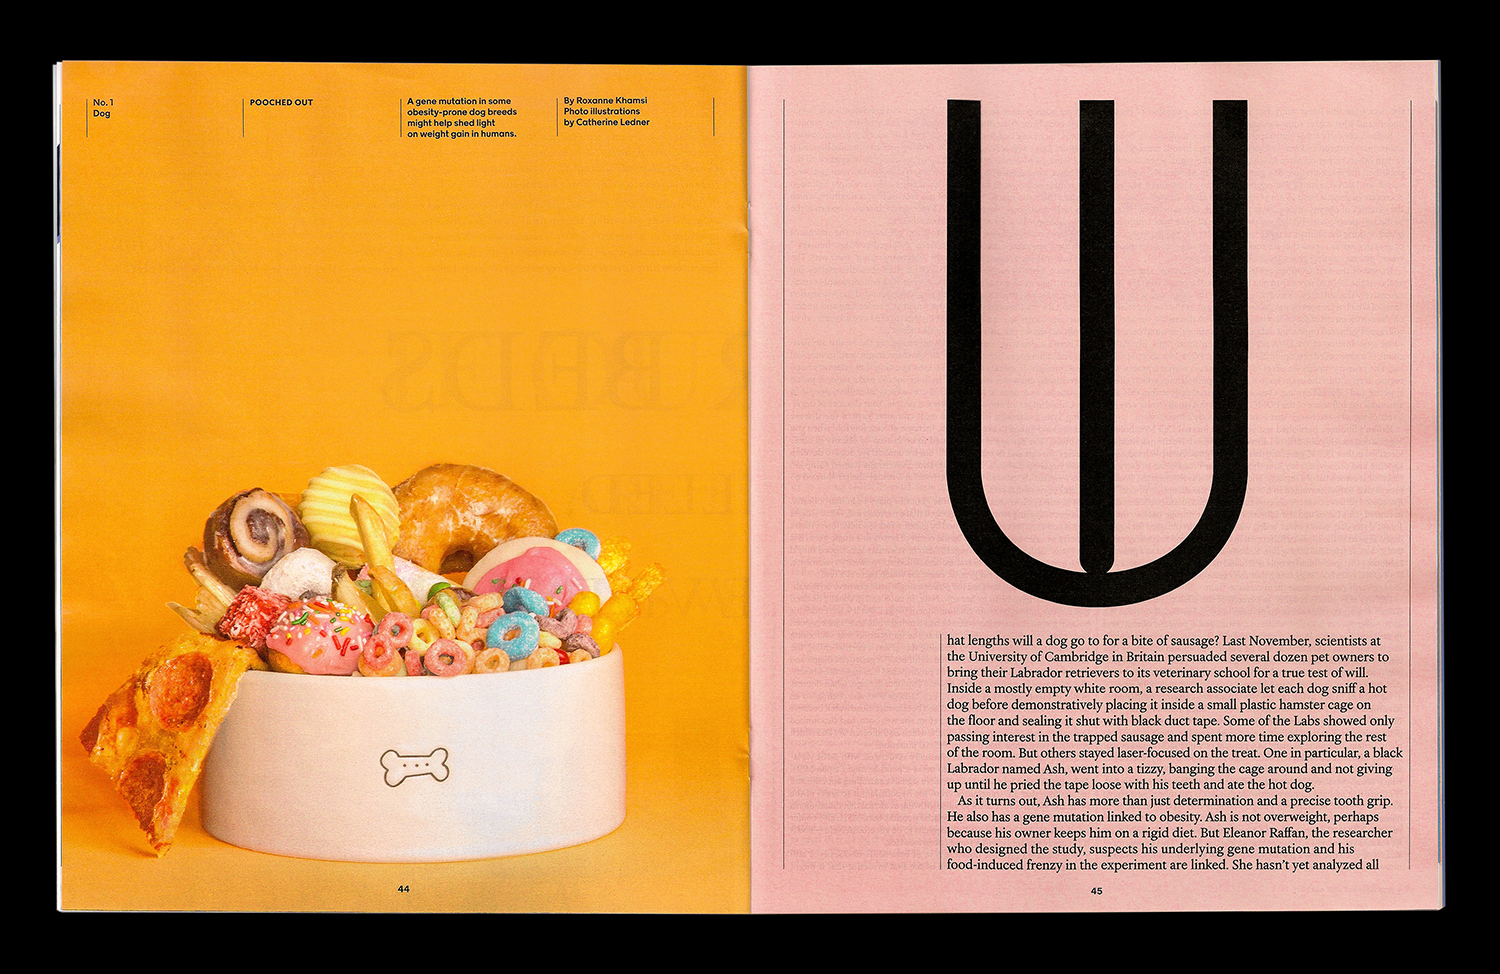 No. 1
Dog
POOCHED OUT
A gene mutation in some
obesity-prone dog breeds
might help shed light
on weight gain in humans.
By Roxanne Khamsi
Photo illustrations
by Catherine Ledner
44
W
hat lengths will a dog go to for a bite of sausage? Last November, scientists at
the University of Cambridge in Britain persuaded several dozen pet owners to
bring their Labrador retrievers to its veterinary school for a true test of will.
Inside a mostly empty white room, a research associate let each dog sniff a hot
dog before demonstratively placing it inside a small plastic hamster cage on
the floor and sealing it shut with black duct tape. Some of the Labs showed only
passing interest in the trapped sausage and spent more time exploring the rest
of the room. But others stayed laser-focused on the treat. One in particular, a black
Labrador named Ash, went into a tizzy, banging the cage around and not giving
up until he pried the tape loose with his teeth and ate the hot dog.
As it turns out, Ash has more than just determination and a precise tooth grip.
He also has a gene mutation linked to obesity. Ash is not overweight, perhaps
because his owner keeps him on a rigid diet. But Eleanor Raffan, the researcher
who designed the study, suspects his underlying gene mutation and his
food-induced frenzy in the experiment are linked. She hasn't yet analyzed all
45